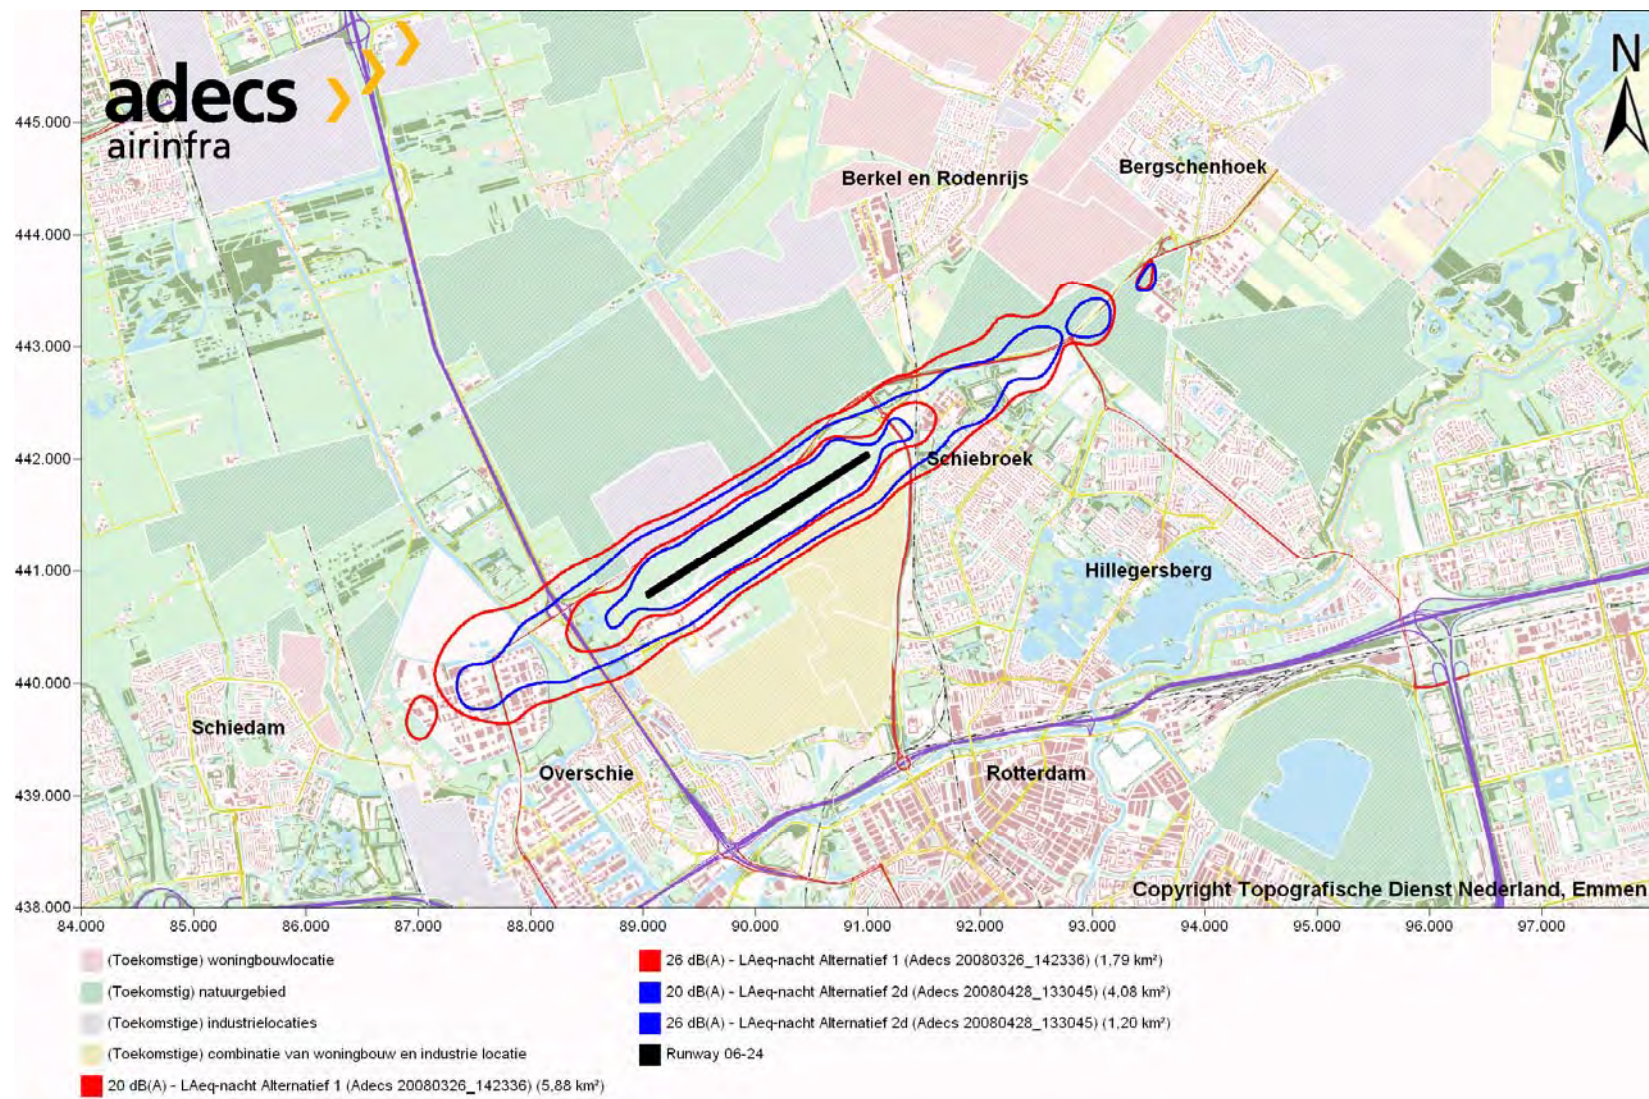 adecs
airinfra
N
445.000
444.000
443.000
442.000
441.000
440.000
439.000
438.000
Berkel en Rodenrijs
Bergschenhoek
Schiebroek
Hillegersberg
Schiedam
Overschie
Rotterdam
Copyright Topografische Dienst Nederland, Emmen
84.000 85.000 86.000 87.000 88.000 89.000 90.000 91.000 92.000 93.000 94.000 95.000 96.000 97.000
(Toekomstige) woningbouwlocatie
(Toekomstig) natuurgebied
(Toekomstige) industrielocaties
(Toekomstige) combinatie van woningbouw en industrie locatie
20 dB(A) - LAeq-nacht Alternatief 1 (Adecs 20080326_142336) (5,88 km²)
26 dB(A) - LAeq-nacht Alternatief 1 (Adecs 20080326_142336) (1,79 km²)
20 dB(A) - LAeq-nacht Alternatief 2d (Adecs 20080428_133045) (4,08 km²)
26 dB(A) - LAeq-nacht Alternatief 2d (Adecs 20080428_133045) (1,20 km²)
Runway 06-24